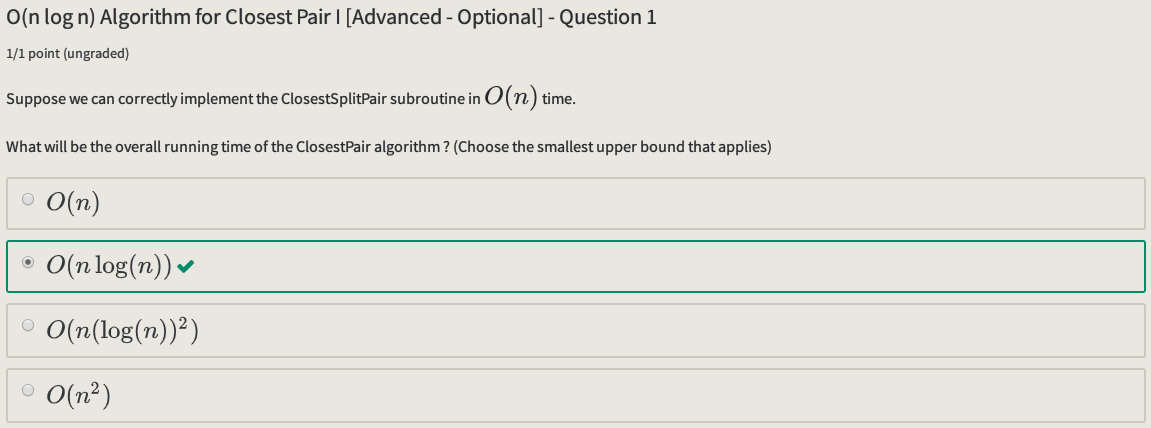 O(n log n) Algorithm for Closest Pair I [Advanced - Optional] - Question 1
1/1 point (ungraded)
Suppose we can correctly implement the ClosestSplitPair subroutine in O(n) time.
What will be the overall running time of the ClosestPair algorithm ? (Choose the smallest upper bound that applies)
O(n)
O(n log(n)) ✔
O(n(log(n))²)
O(n²)